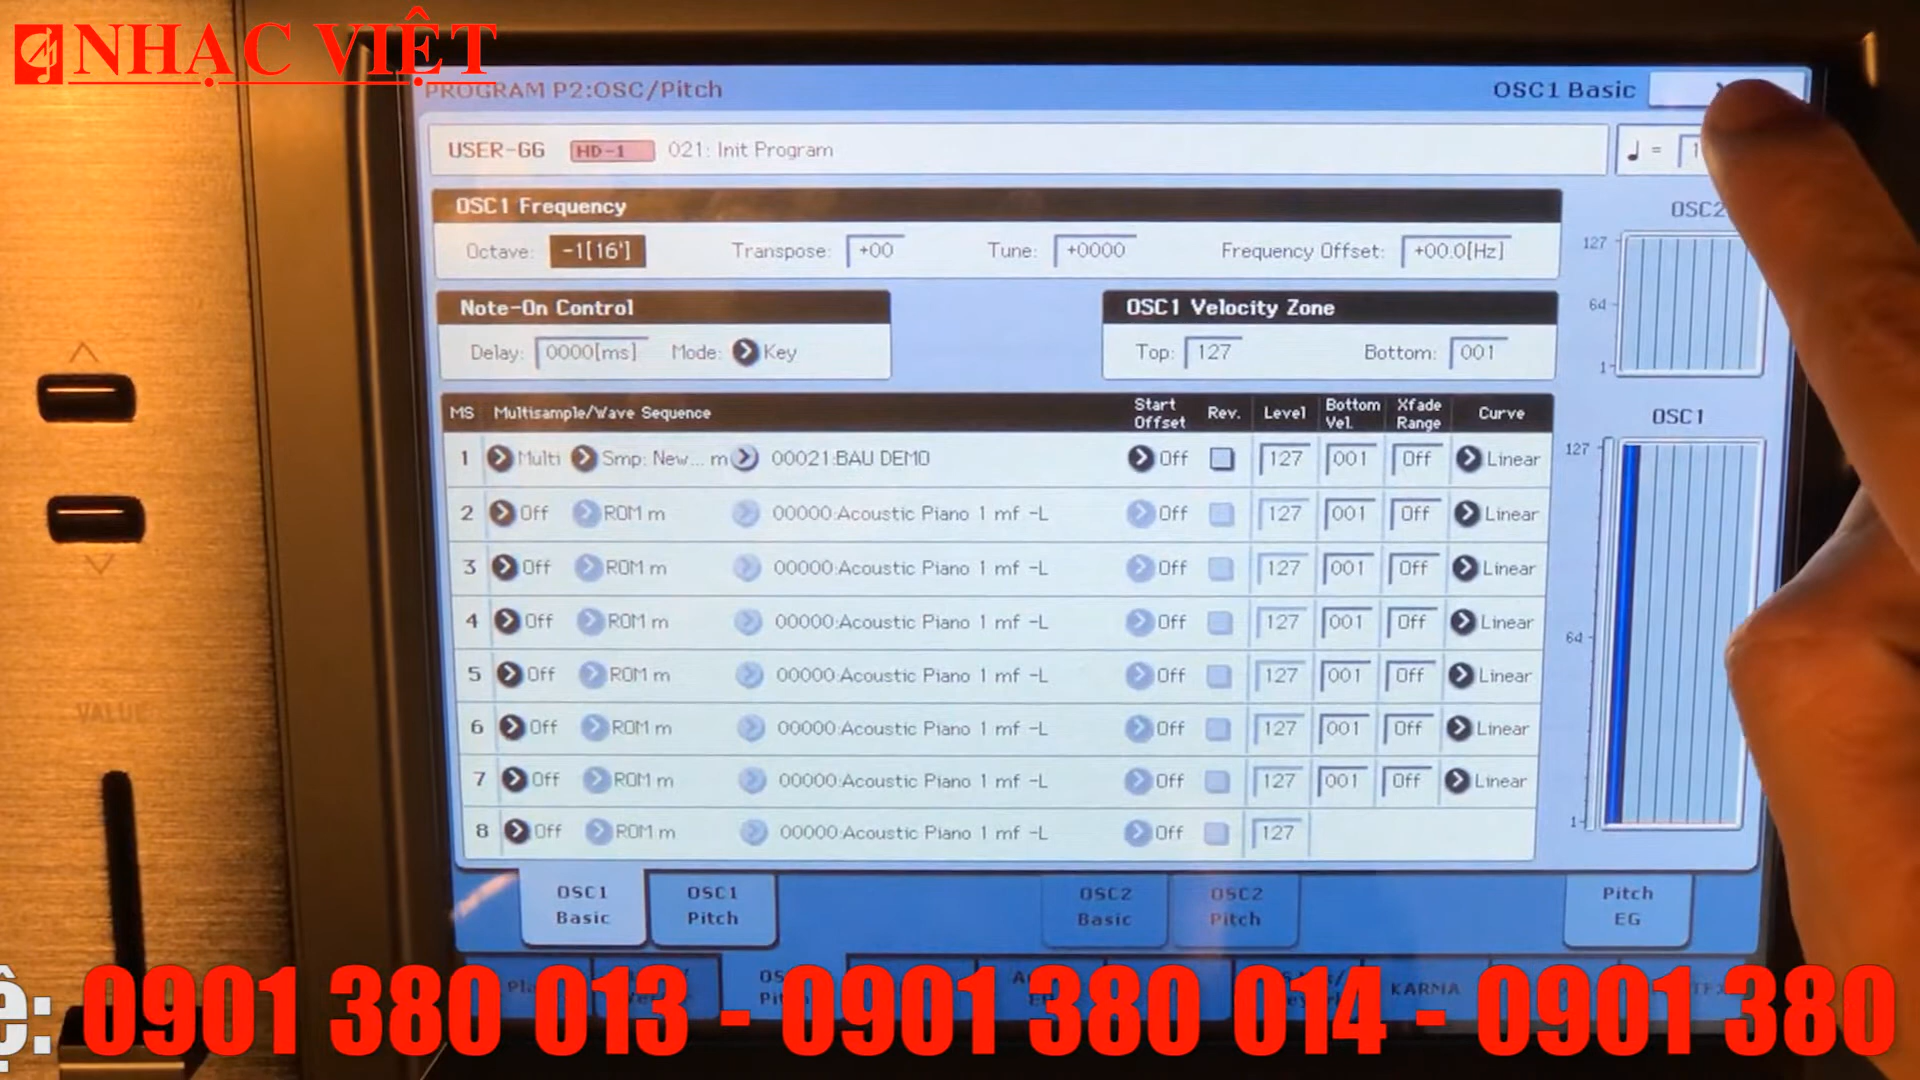 NHẠC VIỆT
PROGRAM P2:OSC/Pitch
OSC1 Basic
USER-GG HD-1 021: Init Program
♩ =
OSC1 Frequency
Octave: -1[16'] Transpose: +00 Tune: +0000 Frequency Offset: +00.0[Hz]
Note-On Control
Delay: 0000[ms] Mode: Key
OSC1 Velocity Zone
Top: 127 Bottom: 001
MS Multisample/Wave Sequence Start Offset Rev. Level Bottom Vel. Xfade Range Curve
1 Multi Smp: New... m 00021:BAU DEMO Off 127 001 Off Linear
2 Off ROM m 00000:Acoustic Piano 1 mf -L Off 127 001 Off Linear
3 Off ROM m 00000:Acoustic Piano 1 mf -L Off 127 001 Off Linear
4 Off ROM m 00000:Acoustic Piano 1 mf -L Off 127 001 Off Linear
5 Off ROM m 00000:Acoustic Piano 1 mf -L Off 127 001 Off Linear
6 Off ROM m 00000:Acoustic Piano 1 mf -L Off 127 001 Off Linear
7 Off ROM m 00000:Acoustic Piano 1 mf -L Off 127 001 Off Linear
8 Off ROM m 00000:Acoustic Piano 1 mf -L Off 127
OSC2
127
64
1
OSC1
127
64
1
VALUE
OSC1 Basic
OSC1 Pitch
OSC2 Basic
OSC2 Pitch
Pitch EG
KARMA
ệ: 0901 380 013 - 0901 380 014 - 0901 380